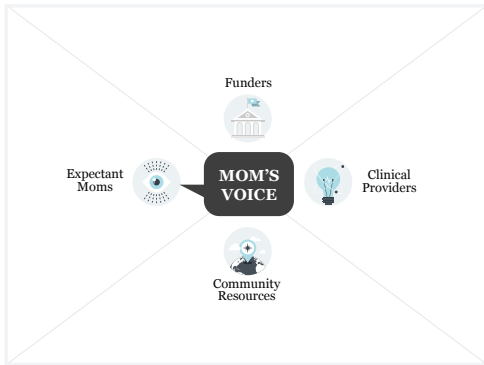 Funders
Expectant
Moms
MOM'S
VOICE
Clinical
Providers
Community
Resources